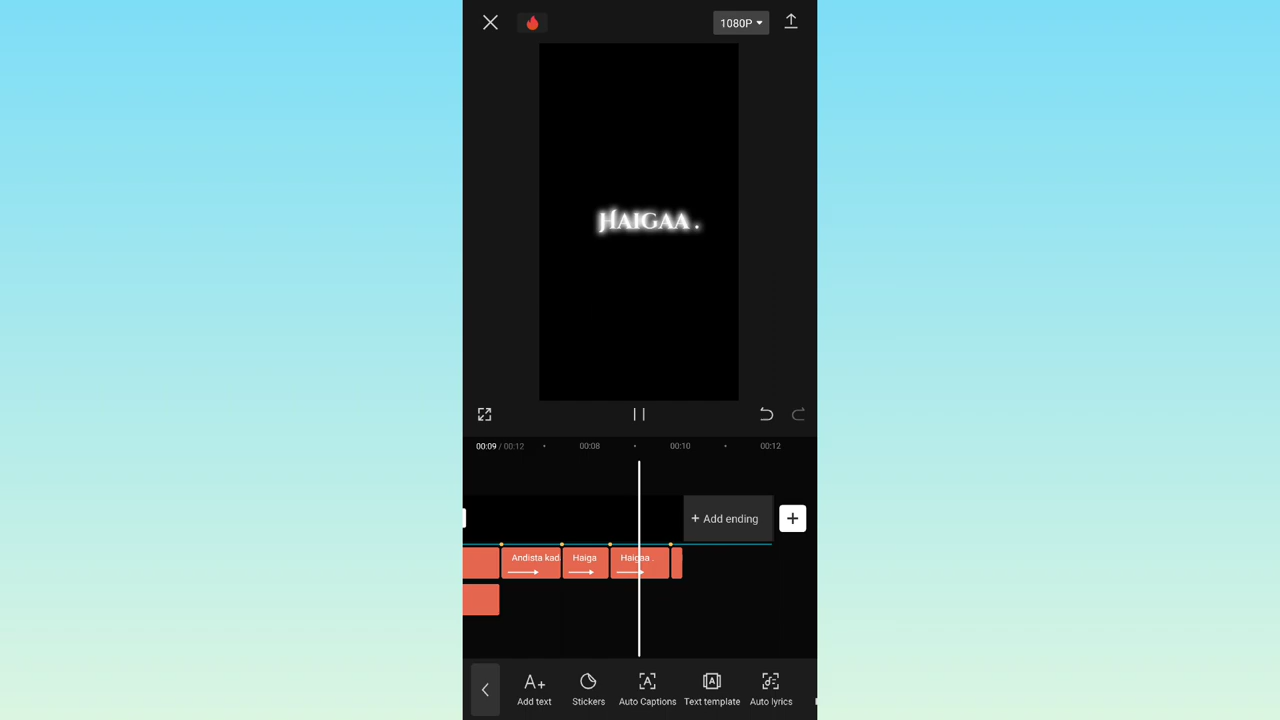 1080P
HAIGAA .
00:09 / 00:12
00:08
00:10
00:12
+ Add ending
Andista kad
Haiga
Haigaa .
Add text
Stickers
Auto Captions
Text template
Auto lyrics